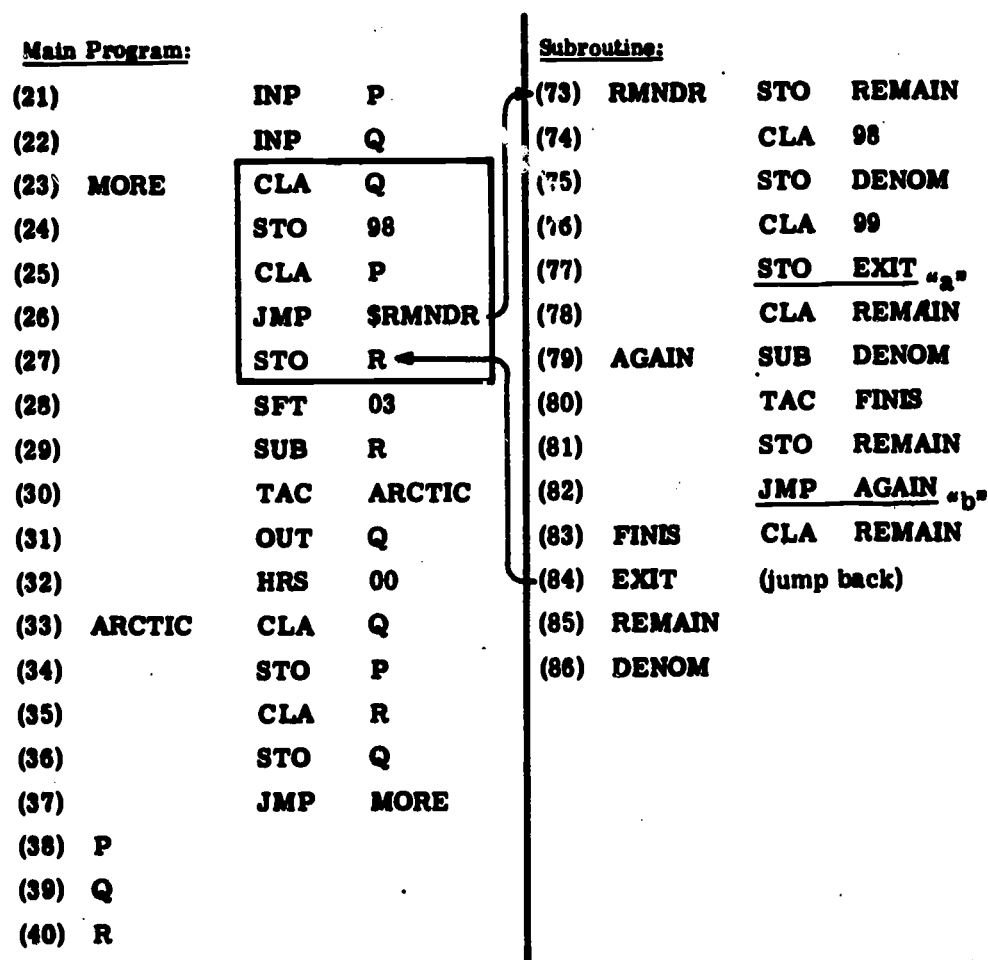 Main Program:
(21) INP P
(22) INP Q
(23) MORE CLA Q
(24) STO 98
(25) CLA P
(26) JMP $RMNDR
(27) STO R
(28) SFT 03
(29) SUB R
(30) TAC ARCTIC
(31) OUT Q
(32) HRS 00
(33) ARCTIC CLA Q
(34) STO P
(35) CLA R
(36) STO Q
(37) JMP MORE
(38) P
(39) Q
(40) R
Subroutine:
(73) RMNDR STO REMAIN
(74) CLA 98
(75) STO DENOM
(76) CLA 99
(77) STO EXIT "a"
(78) CLA REMAIN
(79) AGAIN SUB DENOM
(80) TAC FINIS
(81) STO REMAIN
(82) JMP AGAIN "b"
(83) FINIS CLA REMAIN
(84) EXIT (jump back)
(85) REMAIN
(86) DENOM